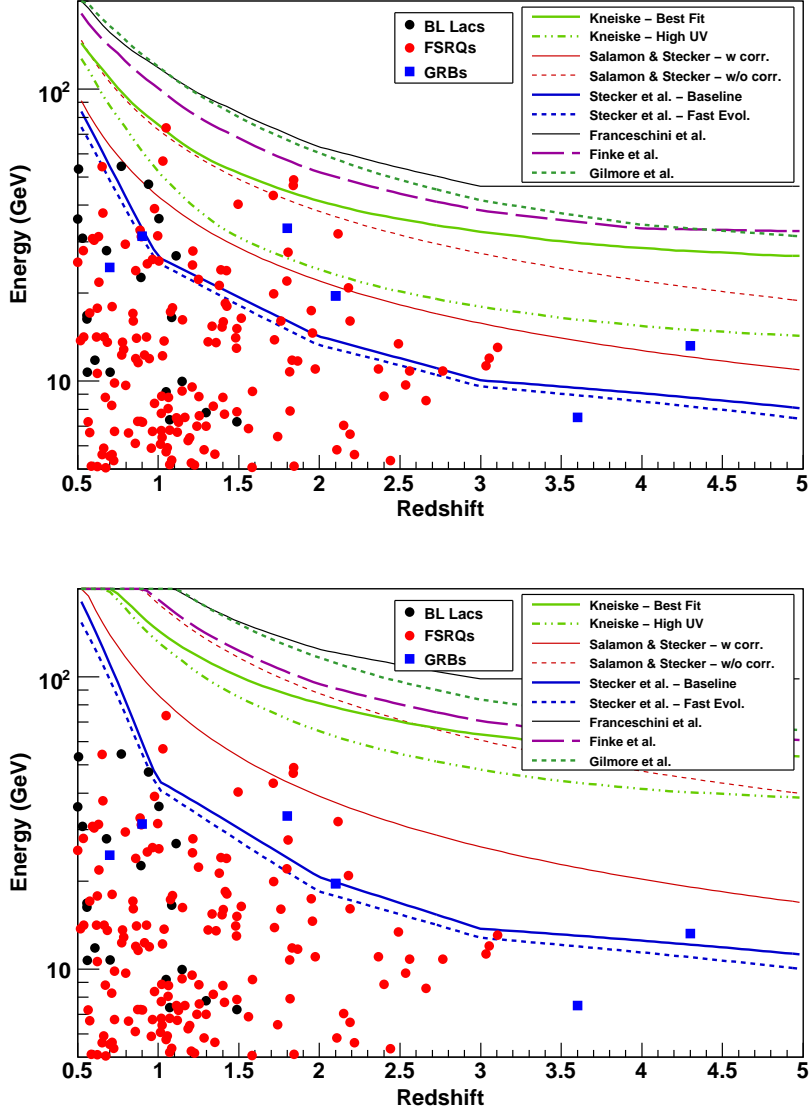 BL Lacs
FSRQs
GRBs
Kneiske – Best Fit
Kneiske – High UV
Salamon & Stecker – w corr.
Salamon & Stecker – w/o corr.
Stecker et al. – Baseline
Stecker et al. – Fast Evol.
Franceschini et al.
Finke et al.
Gilmore et al.
Energy (GeV)
10²
10
0.5 1 1.5 2 2.5 3 3.5 4 4.5 5
Redshift
BL Lacs
FSRQs
GRBs
Kneiske – Best Fit
Kneiske – High UV
Salamon & Stecker – w corr.
Salamon & Stecker – w/o corr.
Stecker et al. – Baseline
Stecker et al. – Fast Evol.
Franceschini et al.
Finke et al.
Gilmore et al.
Energy (GeV)
10²
10
0.5 1 1.5 2 2.5 3 3.5 4 4.5 5
Redshift